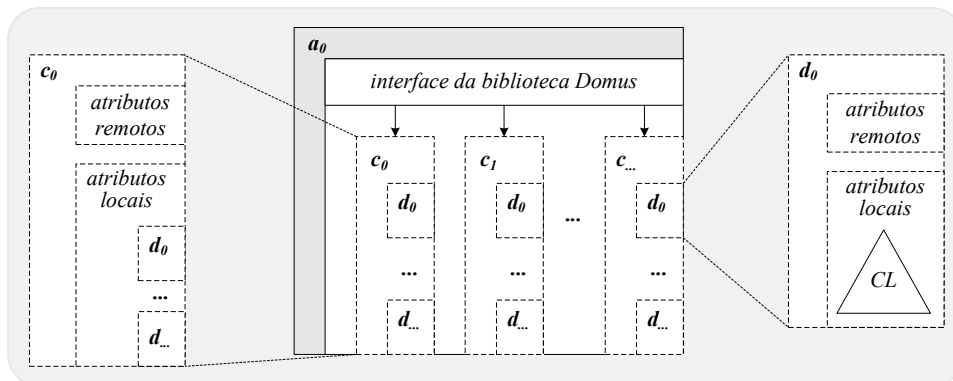 c0
atributos
remotos
atributos
locais
d0
...
d...
a0
interface da biblioteca Domus
c0
c1
c...
d0
d0
...
d0
...
...
...
d...
d...
d...
d0
atributos
remotos
atributos
locais
CL